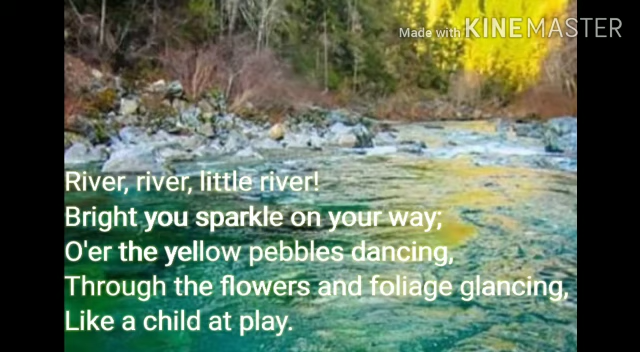 Made with KINEMASTER
River, river, little river!
Bright you sparkle on your way;
O'er the yellow pebbles dancing,
Through the flowers and foliage glancing,
Like a child at play.